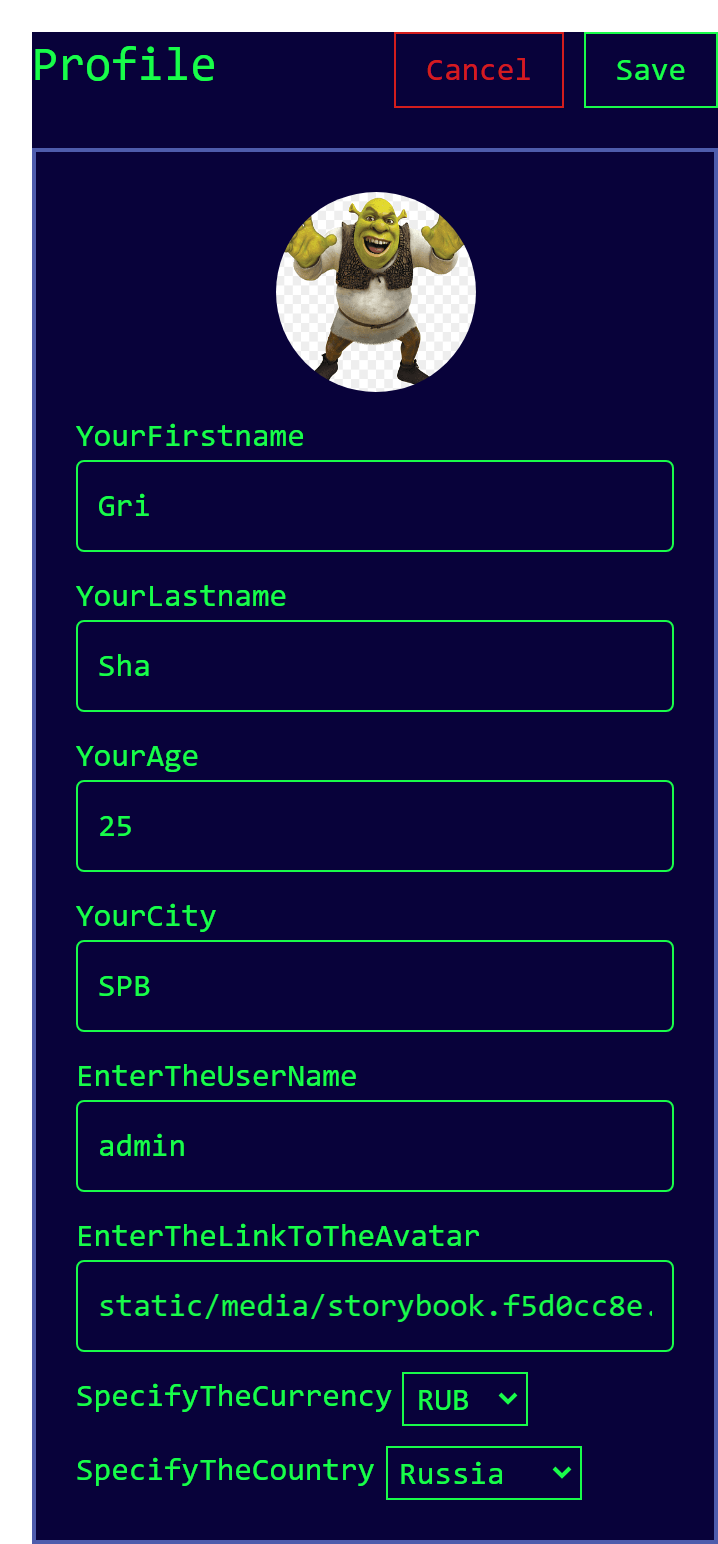 Profile Cancel Save
YourFirstname
Gri
YourLastname
Sha
YourAge
25
YourCity
SPB
EnterTheUserName
admin
EnterTheLinkToTheAvatar
static/media/storybook.f5d0cc8e.
SpecifyTheCurrency RUB
SpecifyTheCountry Russia